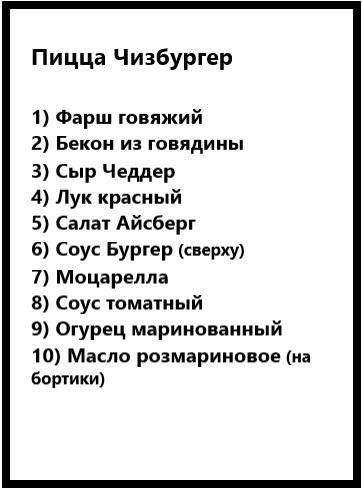 Пицца Чизбургер
1) Фарш говяжий
2) Бекон из говядины
3) Сыр Чеддер
4) Лук красный
5) Салат Айсберг
6) Соус Бургер (сверху)
7) Моцарелла
8) Соус томатный
9) Огурец маринованный
10) Масло розмариновое (на
бортики)